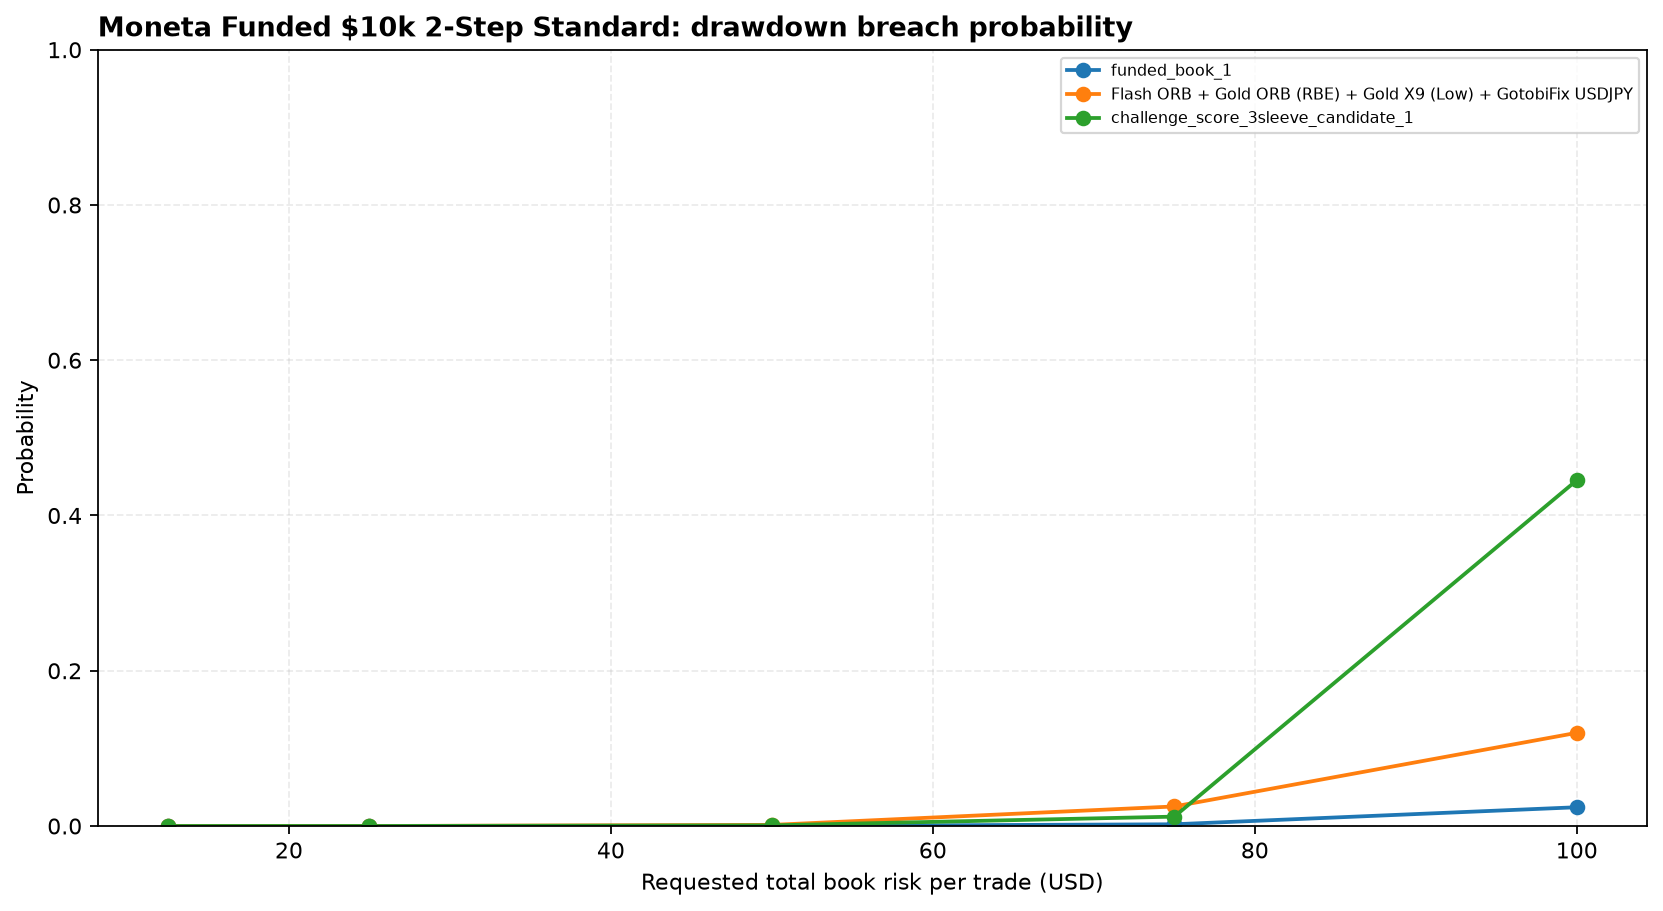 Moneta Funded $10k 2-Step Standard: drawdown breach probability
funded_book_1
Flash ORB + Gold ORB (RBE) + Gold X9 (Low) + GotobiFix USDJPY
challenge_score_3sleeve_candidate_1
Probability
1.0
0.8
0.6
0.4
0.2
0.0
20 40 60 80 100
Requested total book risk per trade (USD)